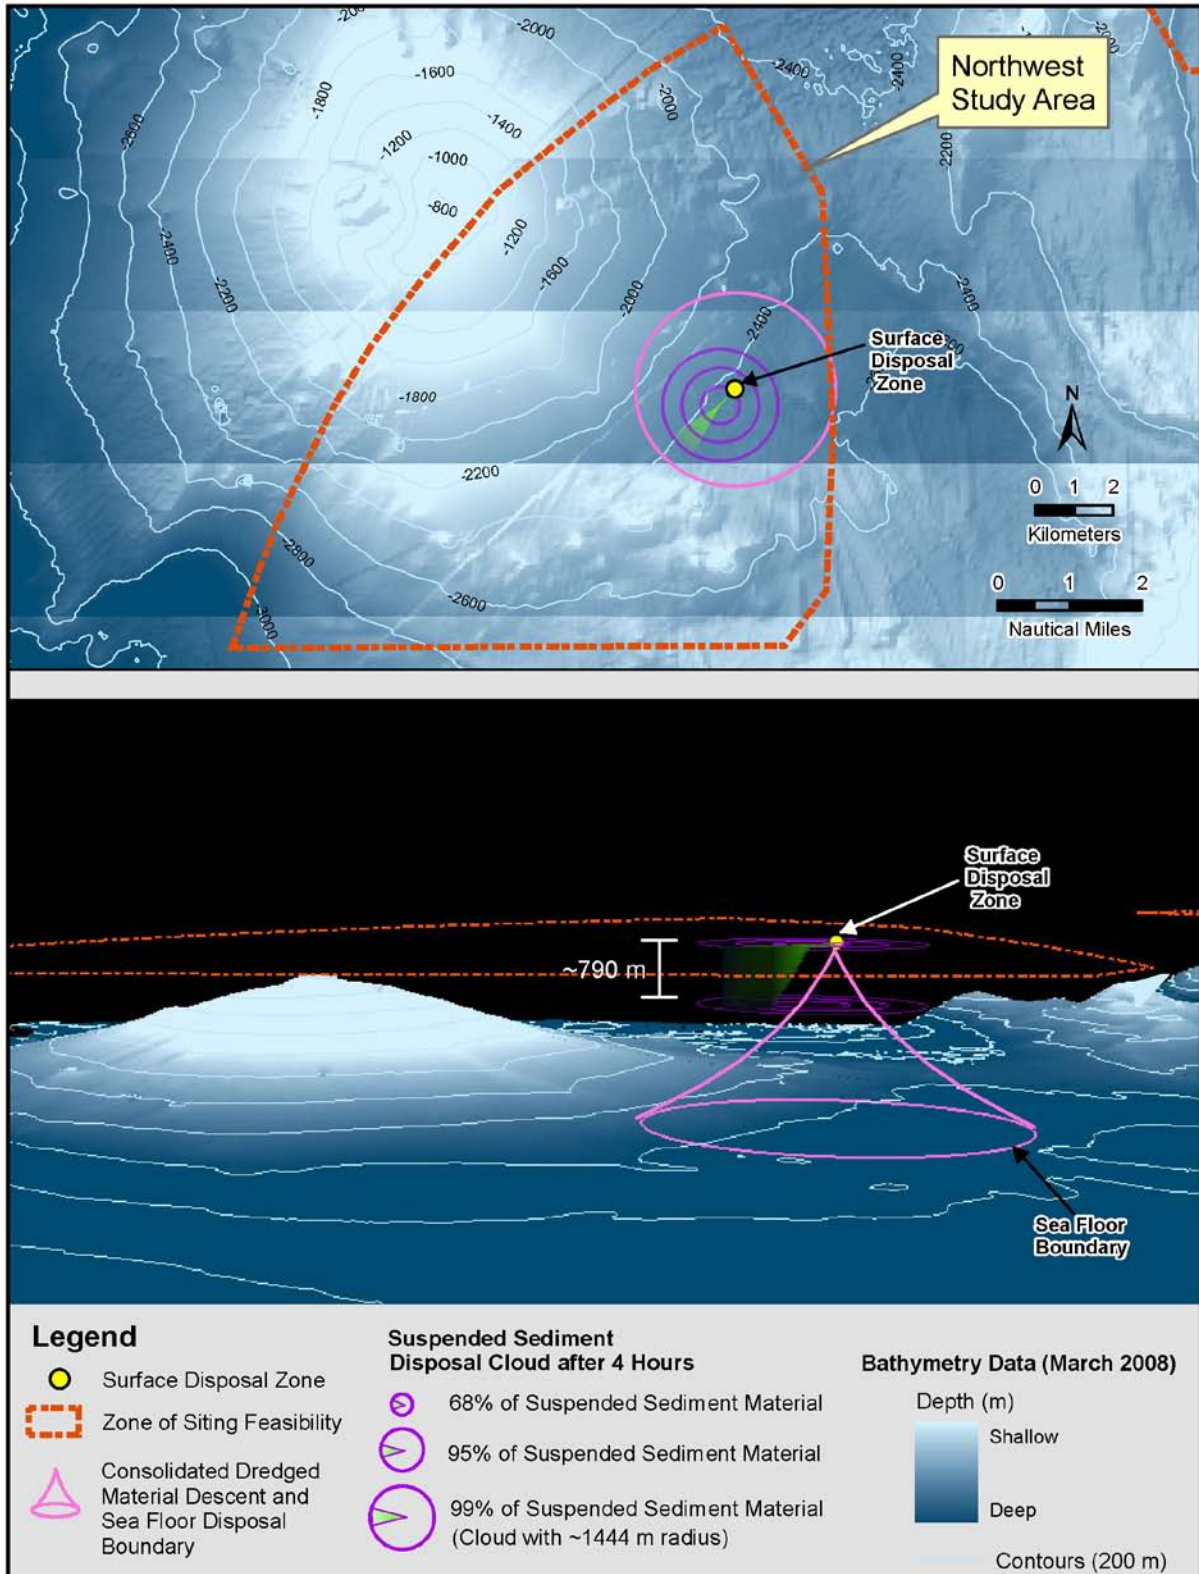 -2000
-2000
-2400
-2400
Northwest
Study Area
-1600
-1800
-2000
-1400
-2600
-1200
-1000
-2200
-800
-1200
-2400
-1600
-2200
-2000
-2400
-2400
Surface
Disposal
Zone
-1800
N
-2200
0 1 2
Kilometers
-2800
0 1 2
-2600
-3000
Nautical Miles
Surface
Disposal
Zone
~790 m
Sea Floor
Boundary
Legend
Surface Disposal Zone
Zone of Siting Feasibility
Consolidated Dredged
Material Descent and
Sea Floor Disposal
Boundary
Suspended Sediment
Disposal Cloud after 4 Hours
68% of Suspended Sediment Material
95% of Suspended Sediment Material
99% of Suspended Sediment Material
(Cloud with ~1444 m radius)
Bathymetry Data (March 2008)
Depth (m)
Shallow
Deep
Contours (200 m)